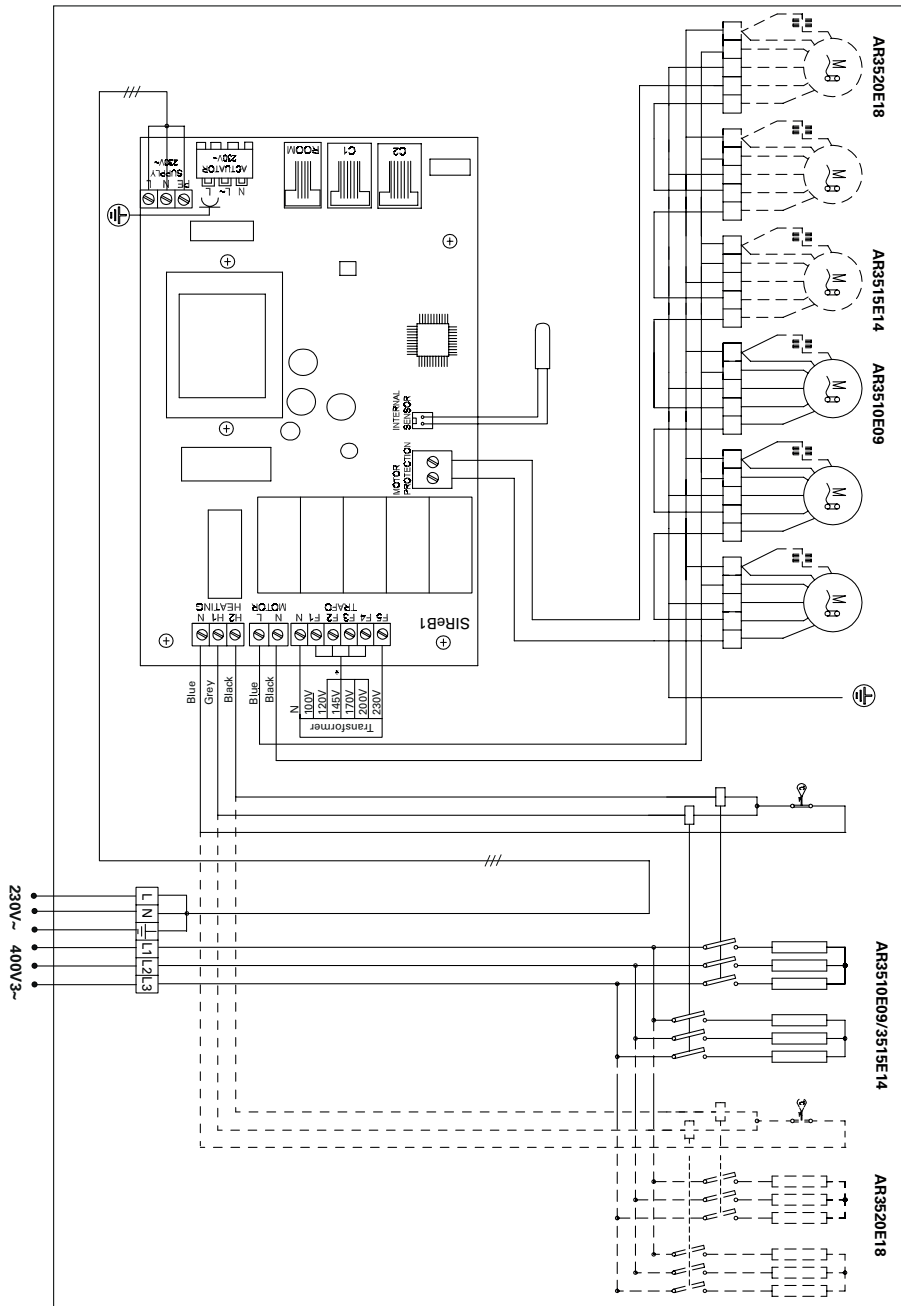 AR3520E18
AR3515E14
AR3510E09
M
M
M
M
M
M
SUPPLY
230V~
L
N
PE
ACTUATOR
230V~
L
L~
N
ROOM
C1
C2
INTERNAL
SENSOR
MOTOR
PROTECTION
SIReB1
HEATING
N
H1
H2
MOTOR
L
N
TRAFO
N
F1
F2
F3
F4
F5
Blue
Grey
Black
Blue
Black
*
N
100V
120V
145V
170V
200V
230V
Transformer
230V~
400V3~
L
N
L1
L2
L3
AR3510E09/3515E14
AR3520E18